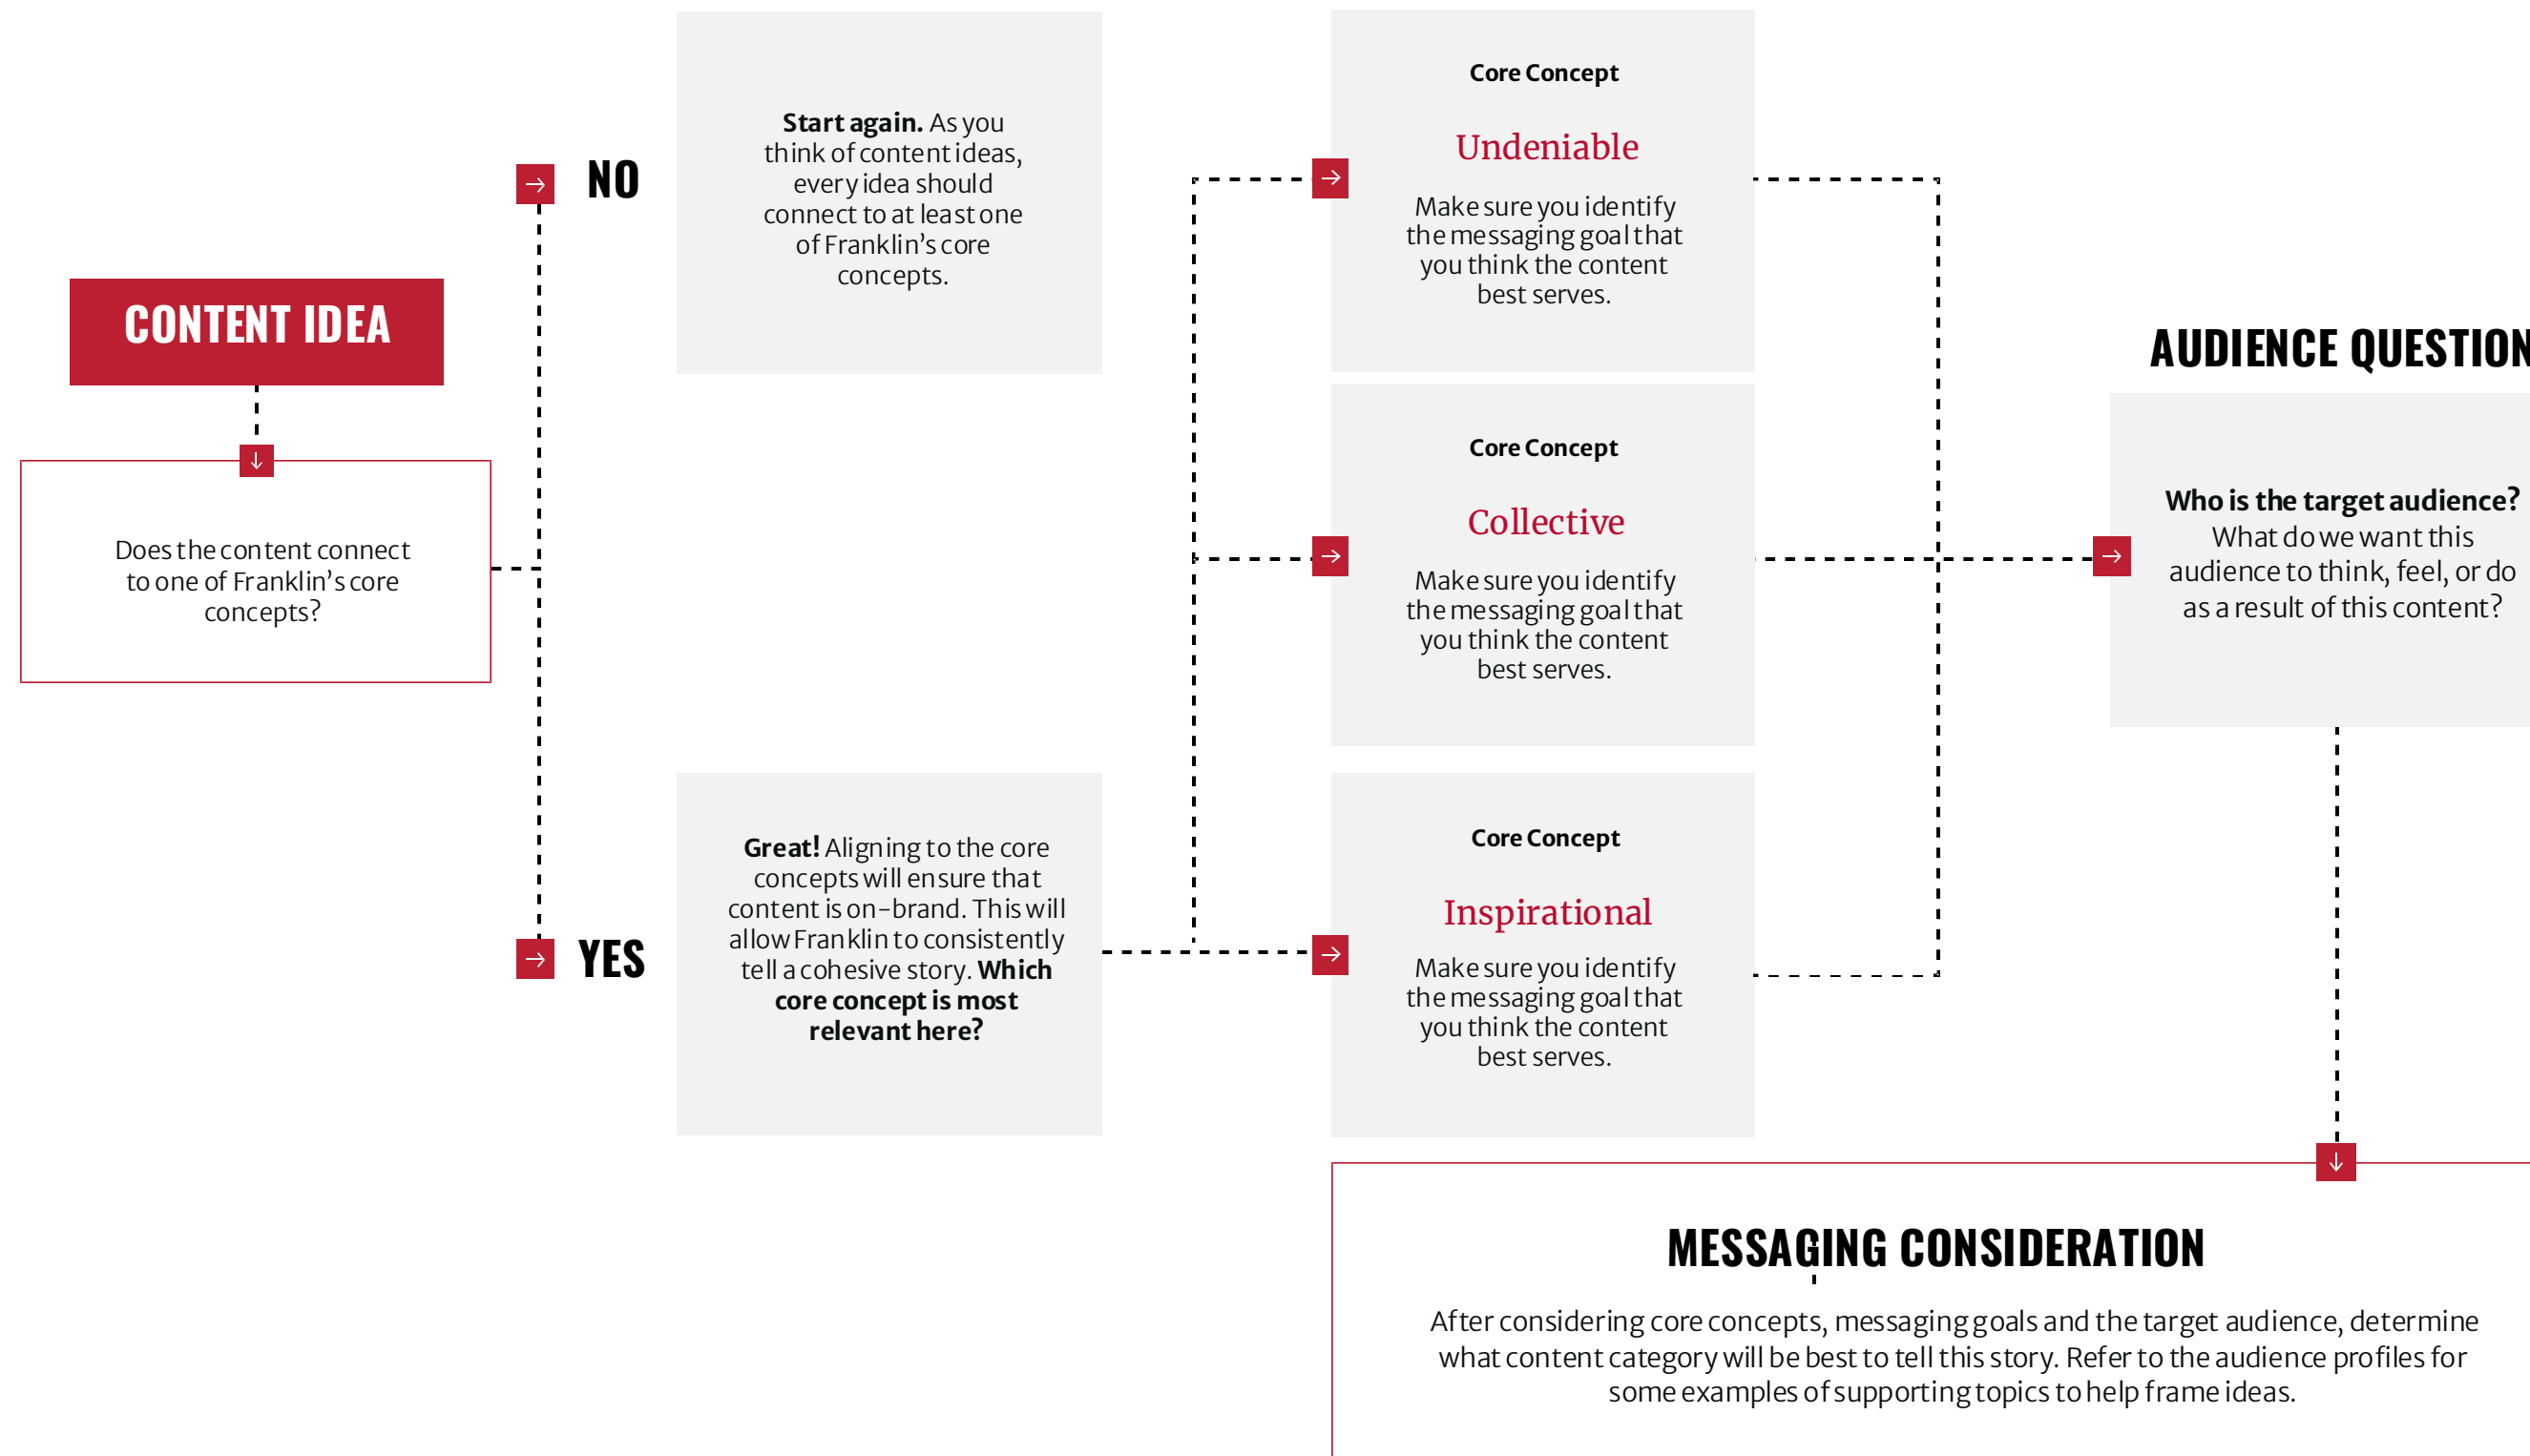 CONTENT IDEA
Does the content connect
to one of Franklin’s core
concepts?
NO
Start again. As you
think of content ideas,
every idea should
connect to at least one
of Franklin’s core
concepts.
YES
Great! Aligning to the core
concepts will ensure that
content is on-brand. This will
allow Franklin to consistently
tell a cohesive story. Which
core concept is most
relevant here?
Core Concept
Undeniable
Make sure you identify
the messaging goal that
you think the content
best serves.
Core Concept
Collective
Make sure you identify
the messaging goal that
you think the content
best serves.
Core Concept
Inspirational
Make sure you identify
the messaging goal that
you think the content
best serves.
AUDIENCE QUESTION
Who is the target audience?
What do we want this
audience to think, feel, or do
as a result of this content?
MESSAGING CONSIDERATION
After considering core concepts, messaging goals and the target audience, determine
what content category will be best to tell this story. Refer to the audience profiles for
some examples of supporting topics to help frame ideas.